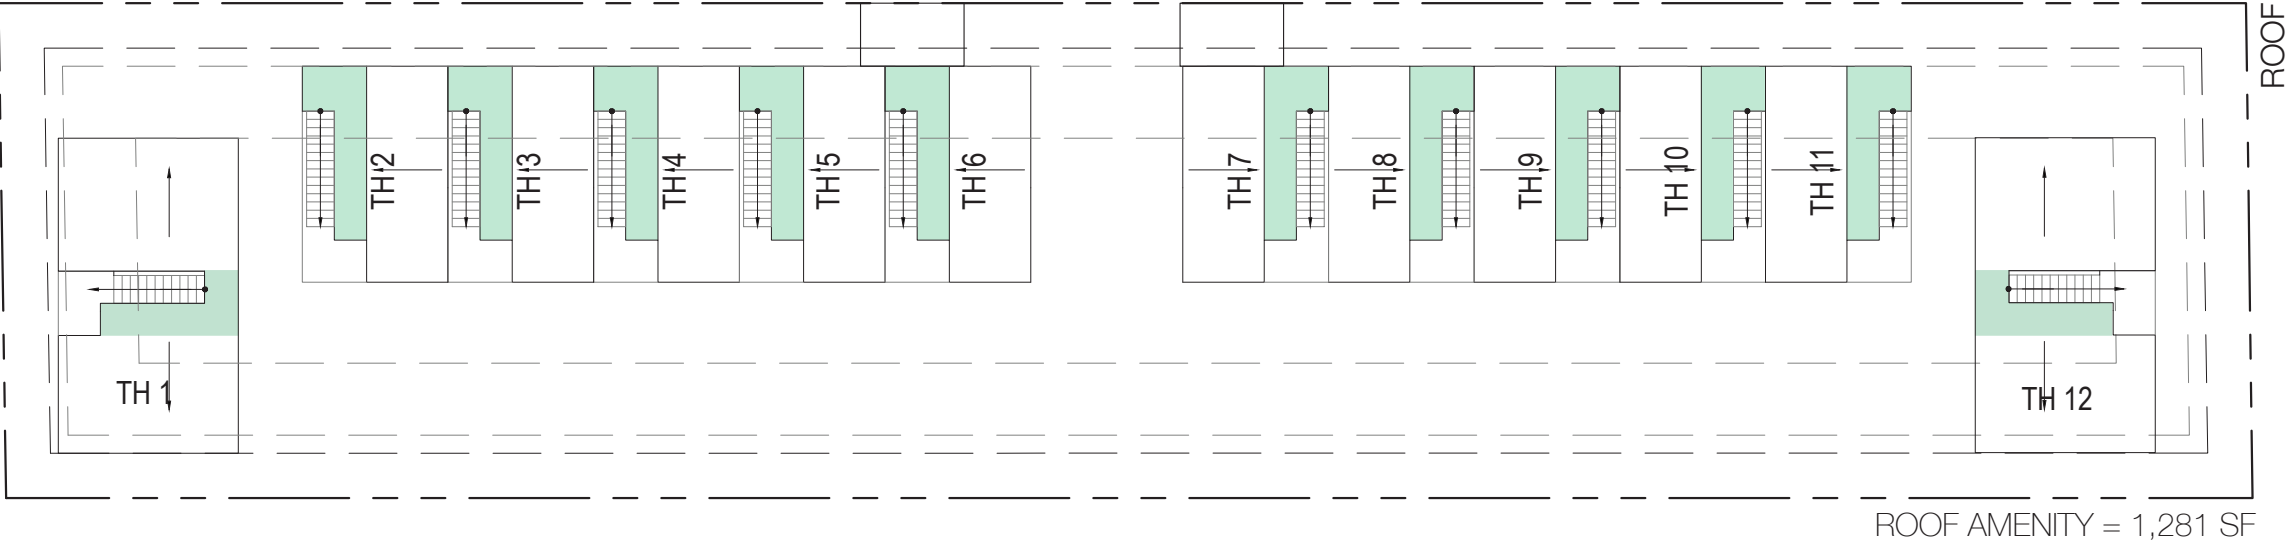 ROOF
TH 2
TH 3
TH 4
TH 5
TH 6
TH 7
TH 8
TH 9
TH 10
TH 11
TH 1
TH 12
ROOF AMENITY = 1,281 SF